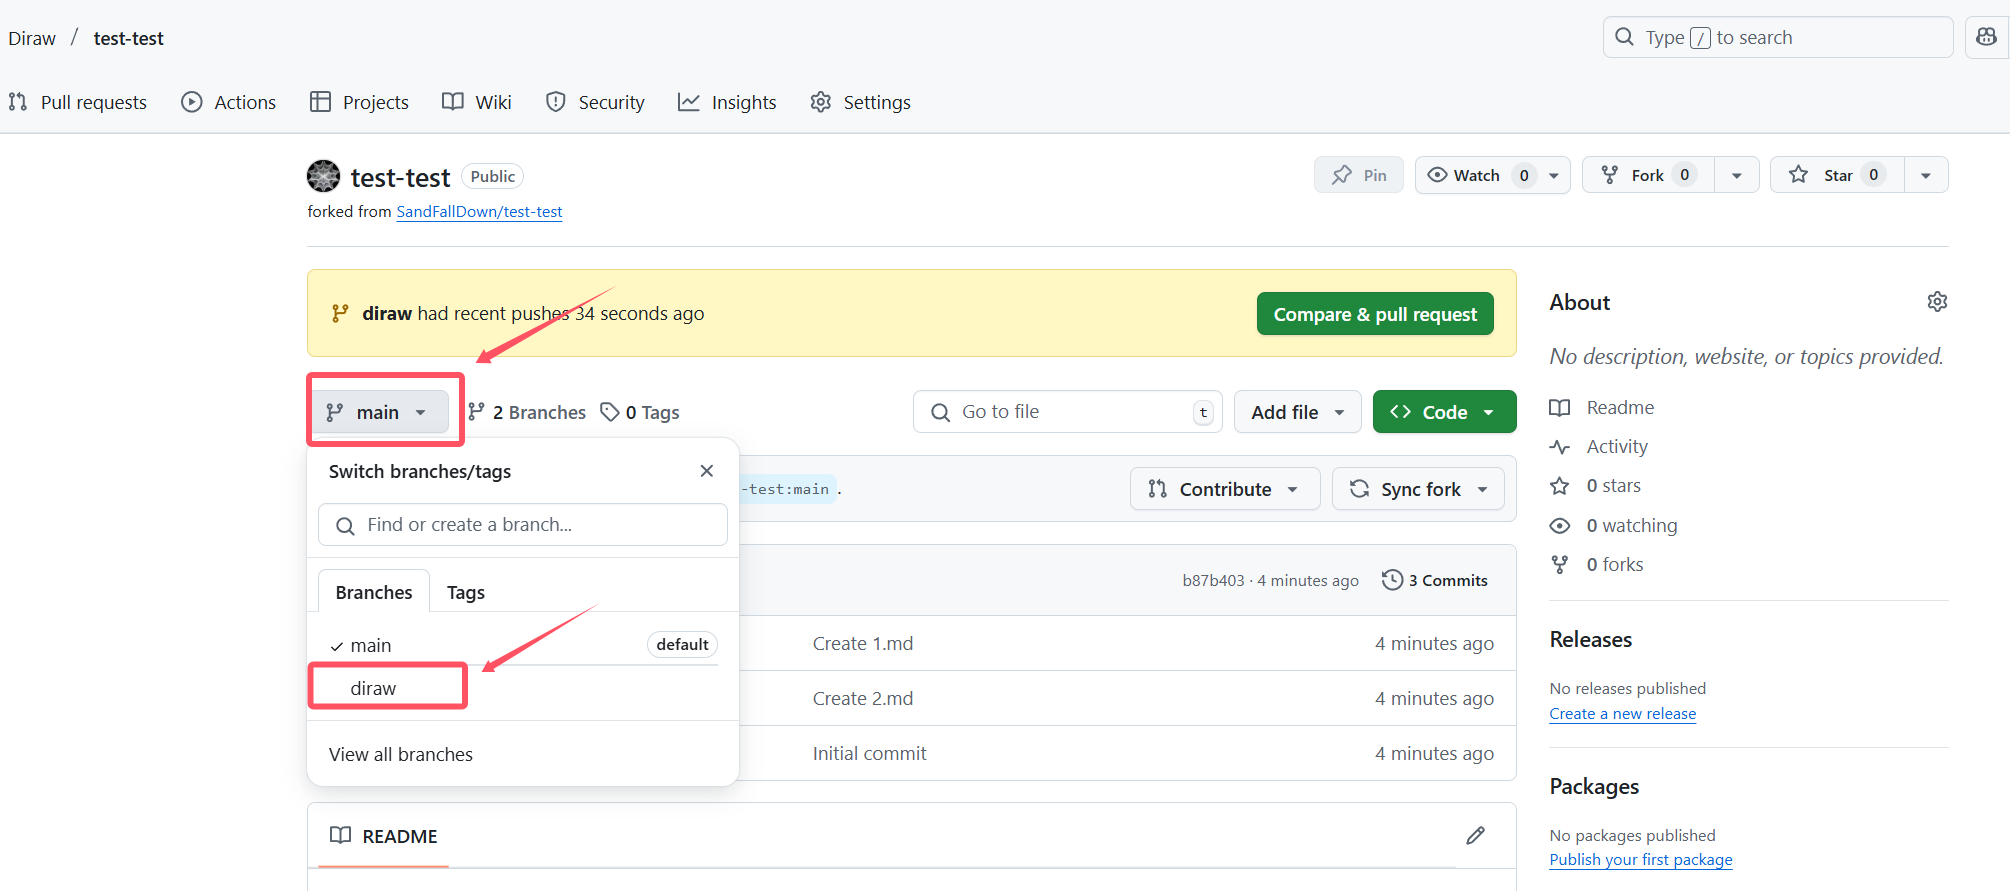 Diraw / test-test
Type / to search
Pull requests
Actions
Projects
Wiki
Security
Insights
Settings
test-test Public
forked from SandFallDown/test-test
Pin
Watch 0
Fork 0
Star 0
diraw had recent pushes 34 seconds ago
Compare & pull request
main
2 Branches
0 Tags
Go to file t
Add file
Code
Switch branches/tags
Find or create a branch...
Branches
Tags
main default
diraw
View all branches
-test:main .
Contribute
Sync fork
b87b403 · 4 minutes ago
3 Commits
Create 1.md 4 minutes ago
Create 2.md 4 minutes ago
Initial commit 4 minutes ago
README
About
No description, website, or topics provided.
Readme
Activity
0 stars
0 watching
0 forks
Releases
No releases published
Create a new release
Packages
No packages published
Publish your first package